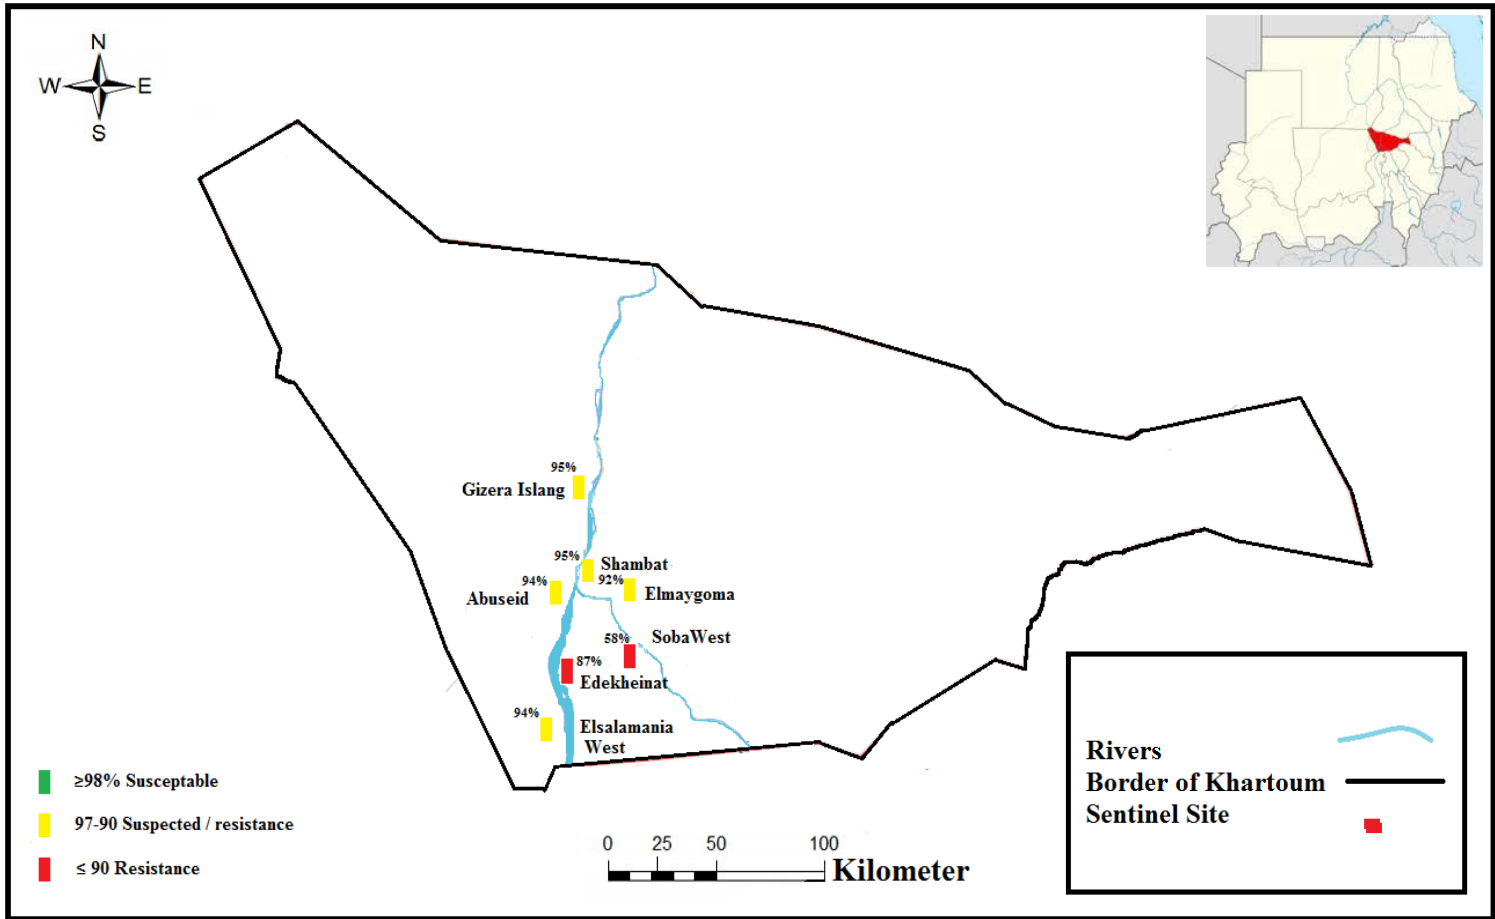 N
W E
S
95%
Gizera Islang
95%
Shambat
94%
92%
Abuseid
Elmaygoma
58%
SobaWest
87%
Edekheinat
94%
Elsalamania
West
≥98% Susceptable
97-90 Suspected / resistance
≤ 90 Resistance
0 25 50 100
Kilometer
Rivers
Border of Khartoum
Sentinel Site